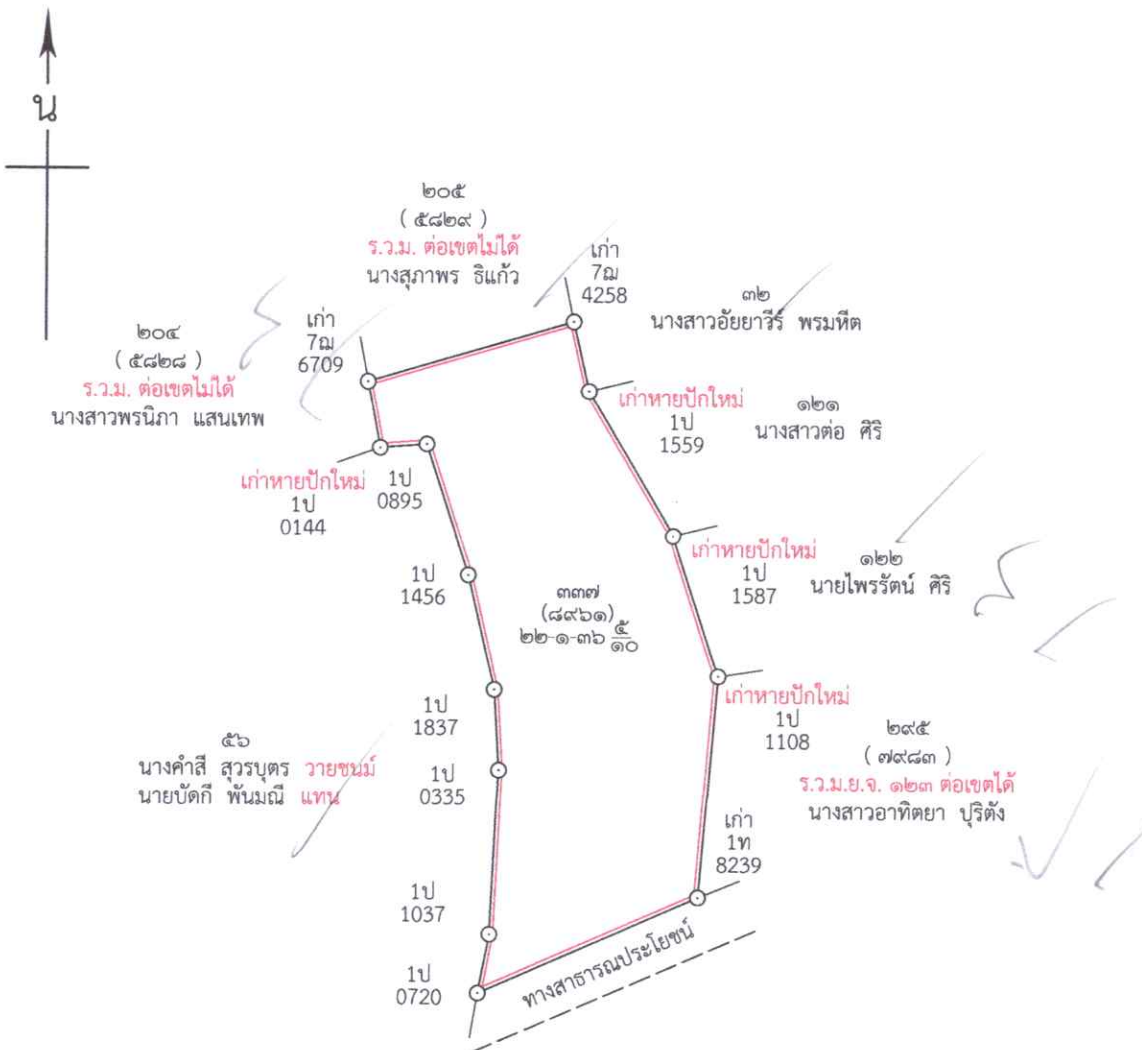 น
๒๐๕
( ๕๘๒๙ )
ร.ว.ม. ต่อเขตไม่ได้
นางสุภาพร ธิแก้ว
เก่า
7ฌ
4258
๓๒
นางสาวอัยยาวีร์ พรมหีต
๒๐๔
( ๕๘๒๘ )
ร.ว.ม. ต่อเขตไม่ได้
นางสาวพรนิภา แสนเทพ
เก่า
7ฌ
6709
เก่าหายปักใหม่
1ป
1559
๑๒๑
นางสาวต่อ ศิริ
เก่าหายปักใหม่
1ป
0144
1ป
0895
เก่าหายปักใหม่
1ป
1587
๑๒๒
นายไพรรัตน์ ศิริ
1ป
1456
๓๓๗
(๘๙๖๑)
๒๒-๑-๓๖ ๕/๑๐
เก่าหายปักใหม่
1ป
1108
1ป
1837
๒๙๕
( ๗๙๘๓ )
ร.ว.ม.ย.จ. ๑๒๓ ต่อเขตได้
นางสาวอาทิตยา ปุริตัง
๕๖
นางคำสี สุวรบุตร วายชนม์
นายบัดกี พันมณี แทน
1ป
0335
เก่า
1ท
8239
1ป
1037
1ป
0720
ทางสาธารณประโยชน์